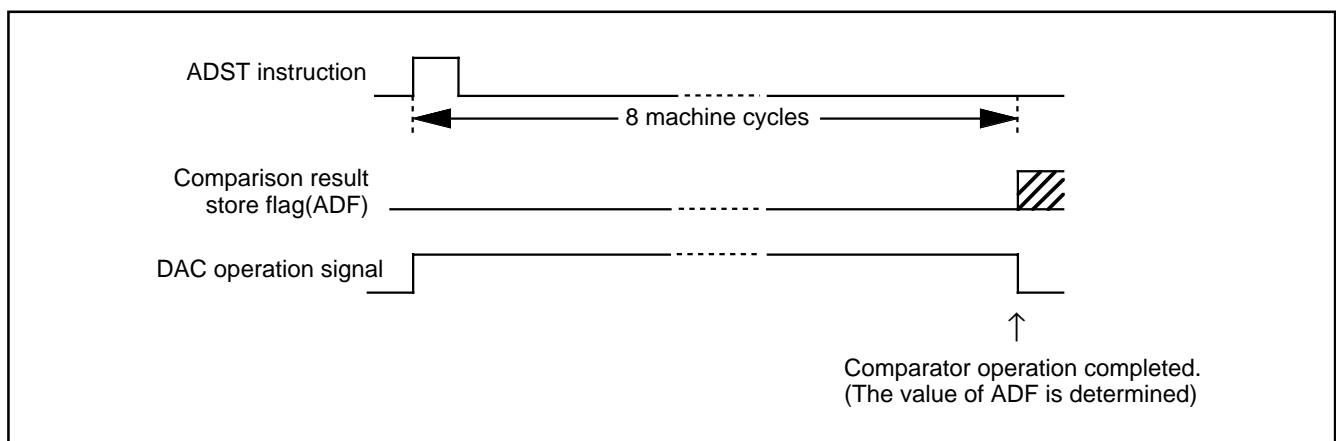 ADST instruction
8 machine cycles
Comparison result
store flag(ADF)
DAC operation signal
Comparator operation completed.
(The value of ADF is determined)